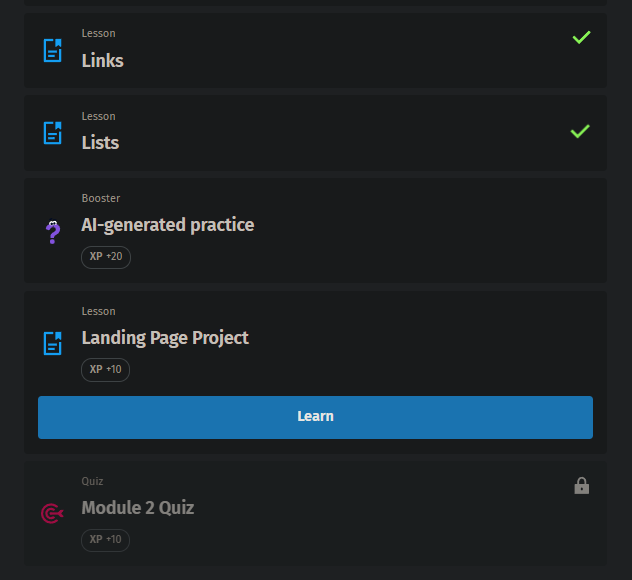 Lesson
Links
Lesson
Lists
Booster
AI-generated practice
XP +20
Lesson
Landing Page Project
XP +10
Learn
Quiz
Module 2 Quiz
XP +10